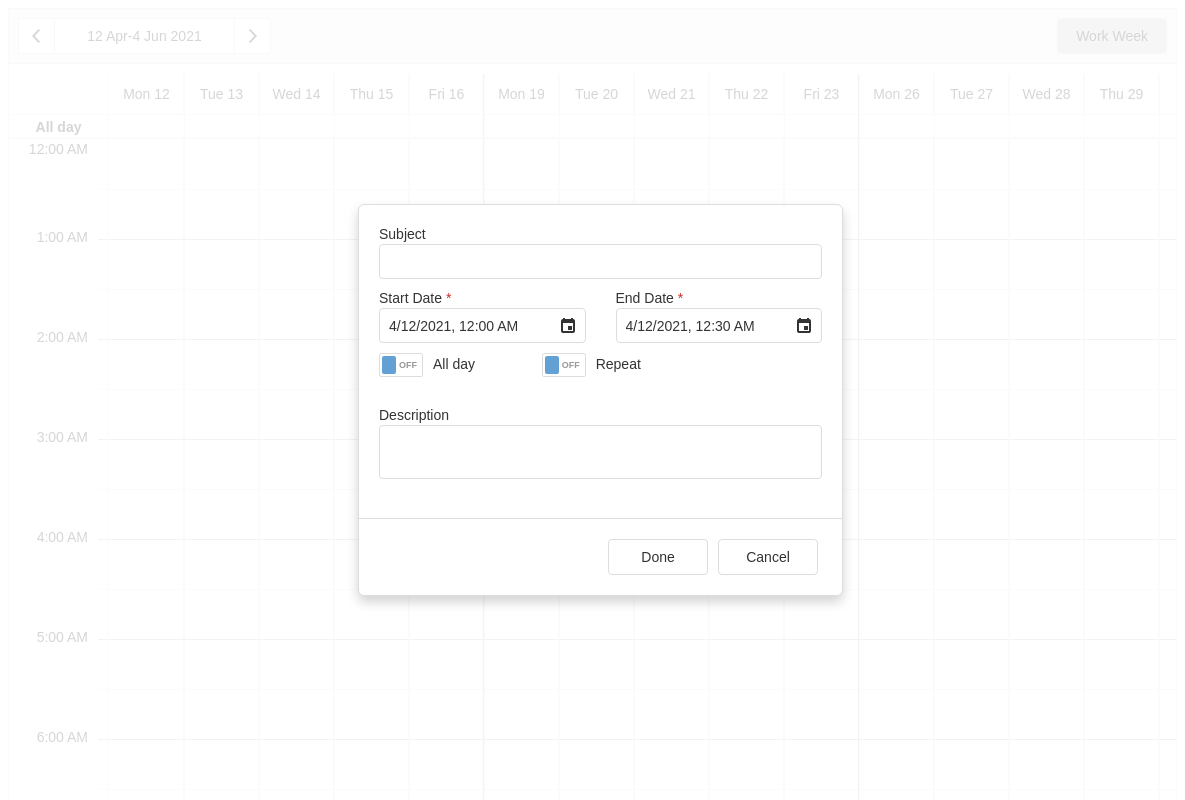 12 Apr-4 Jun 2021
Work Week
Mon 12 Tue 13 Wed 14 Thu 15 Fri 16 Mon 19 Tue 20 Wed 21 Thu 22 Fri 23 Mon 26 Tue 27 Wed 28 Thu 29
All day
12:00 AM
1:00 AM
2:00 AM
3:00 AM
4:00 AM
5:00 AM
6:00 AM
Subject
Start Date * End Date *
4/12/2021, 12:00 AM 4/12/2021, 12:30 AM
OFF All day OFF Repeat
Description
Done Cancel